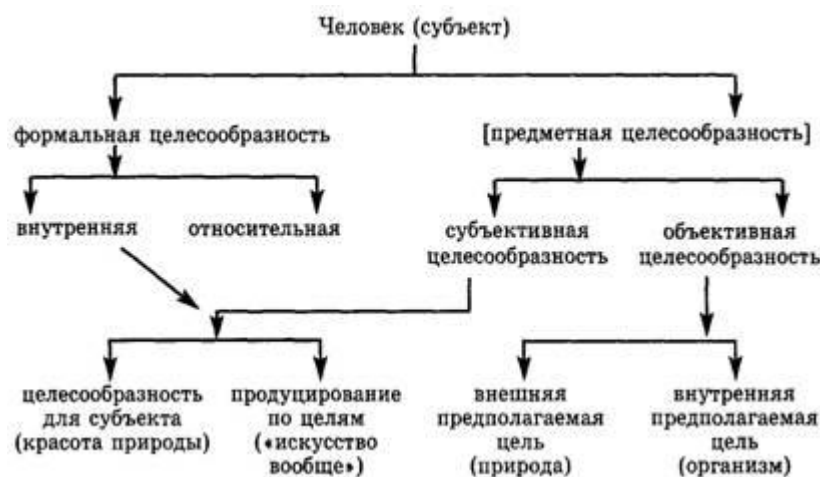 Человек (субъект)
формальная целесообразность
[предметная целесообразность]
внутренняя
относительная
субъективная
целесообразность
объективная
целесообразность
целесообразность
для субъекта
(красота природы)
продуцирование
по целям
(«искусство
вообще»)
внешняя
предполагаемая
цель
(природа)
внутренняя
предполагаемая
цель
(организм)